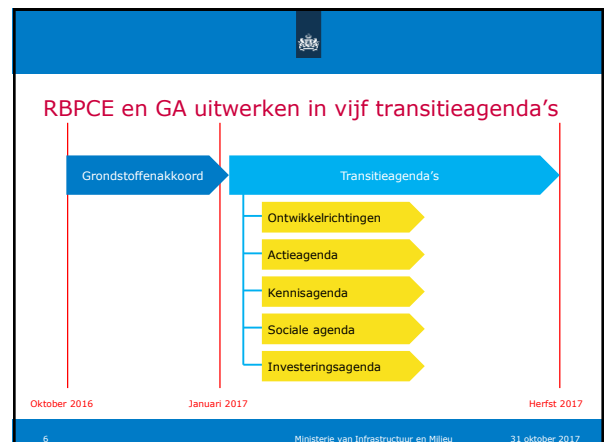 RBPCE en GA uitwerken in vijf transitieagenda's
Grondstoffenakkoord
Transitieagenda's
Ontwikkelrichtingen
Actieagenda
Kennisagenda
Sociale agenda
Investeringsagenda
Oktober 2016
Januari 2017
Herfst 2017
6
Ministerie van Infrastructuur en Milieu
31 oktober 2017